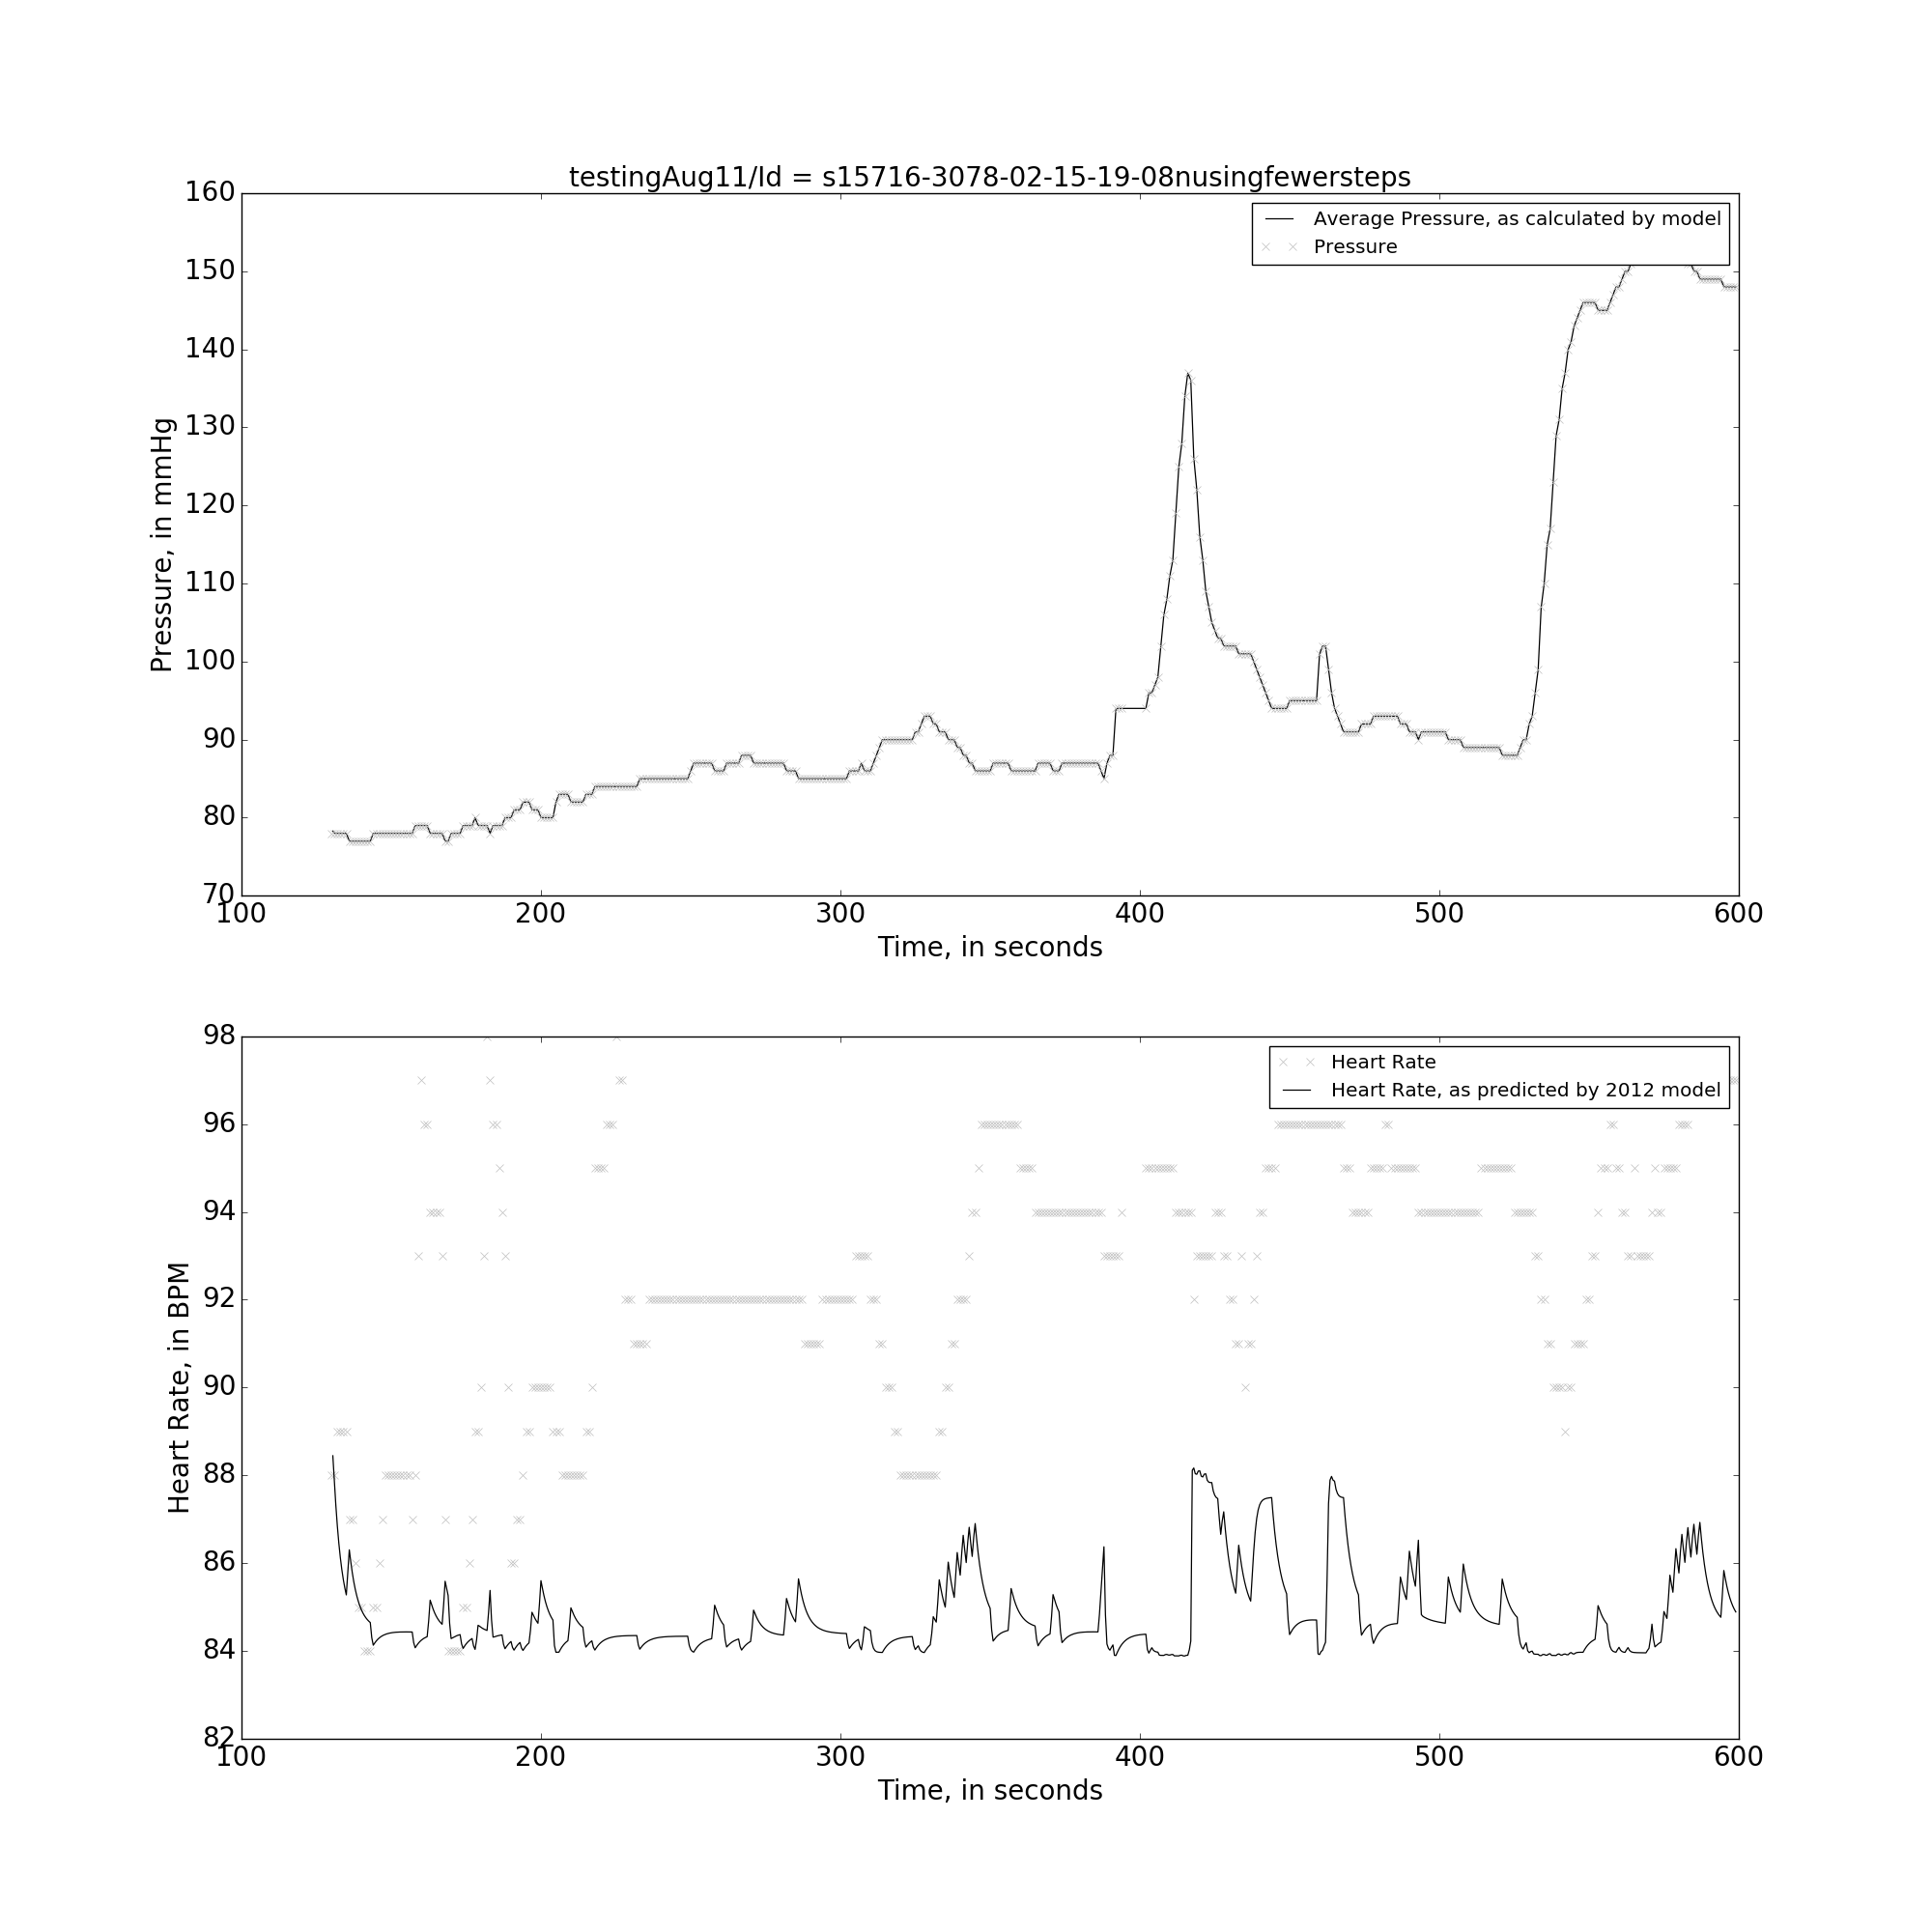 testingAug11/Id = s15716-3078-02-15-19-08nusingfewersteps
160
150
140
130
120
110
100
90
80
70
Pressure, in mmHg
Average Pressure, as calculated by model
Pressure
100 200 300 400 500 600
Time, in seconds
98
96
94
92
90
88
86
84
82
Heart Rate, in BPM
Heart Rate
Heart Rate, as predicted by 2012 model
100 200 300 400 500 600
Time, in seconds